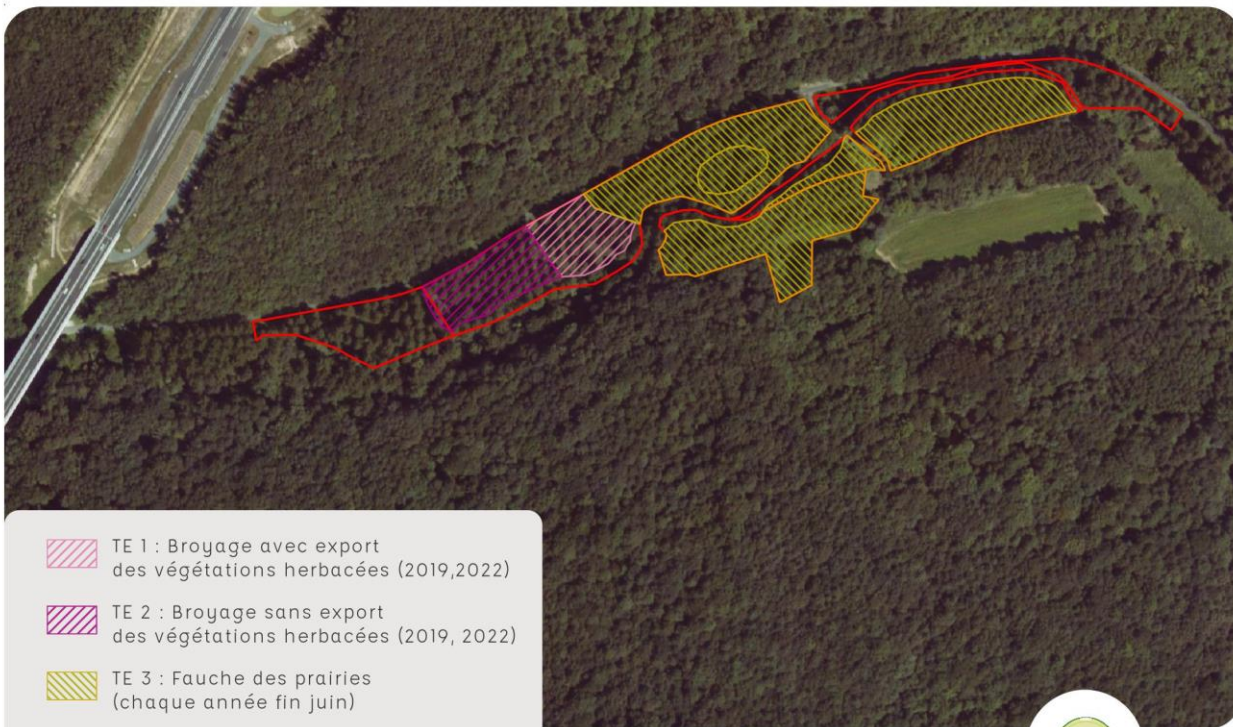 TE 1 : Broyage avec export
des végétations herbacées (2019,2022)
TE 2 : Broyage sans export
des végétations herbacées (2019, 2022)
TE 3 : Fauche des prairies
(chaque année fin juin)